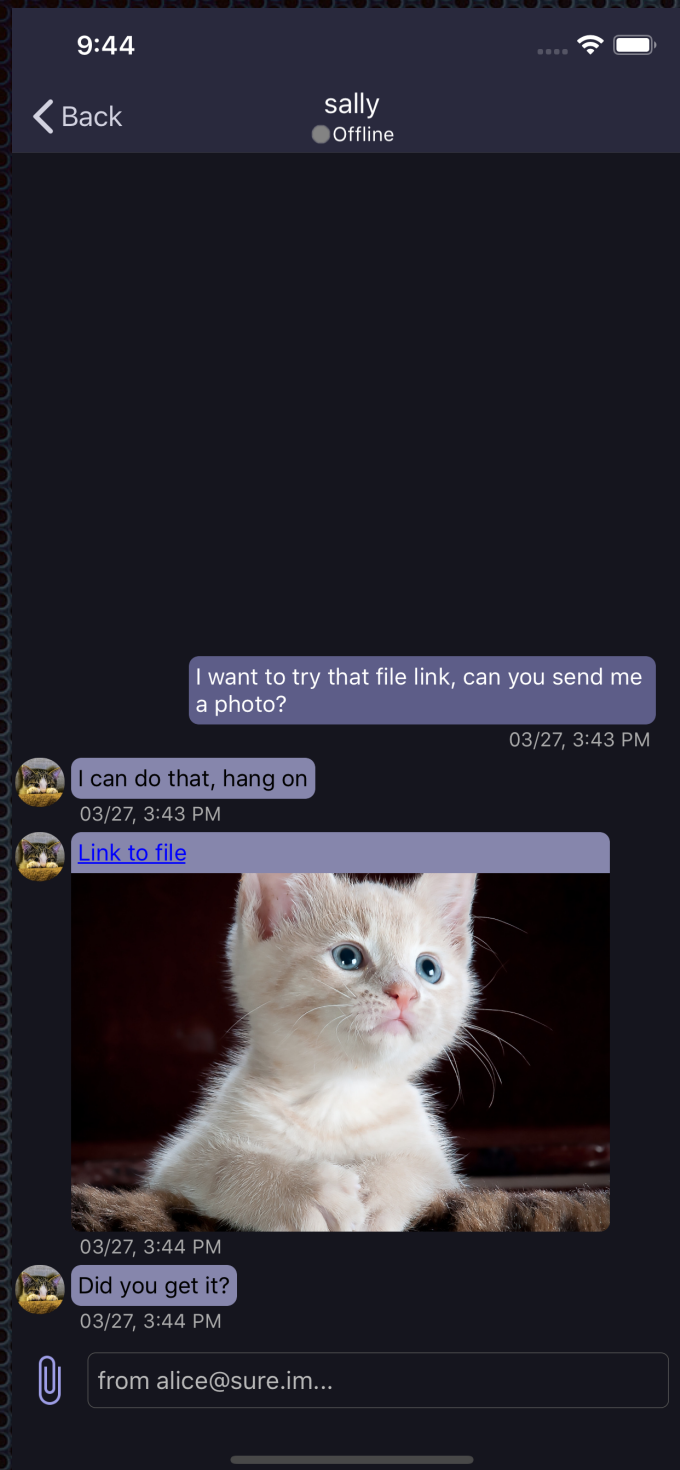 9:44
Back
sally
Offline
I want to try that file link, can you send me
a photo?
03/27, 3:43 PM
I can do that, hang on
03/27, 3:43 PM
Link to file
03/27, 3:44 PM
Did you get it?
03/27, 3:44 PM
from alice@sure.im...